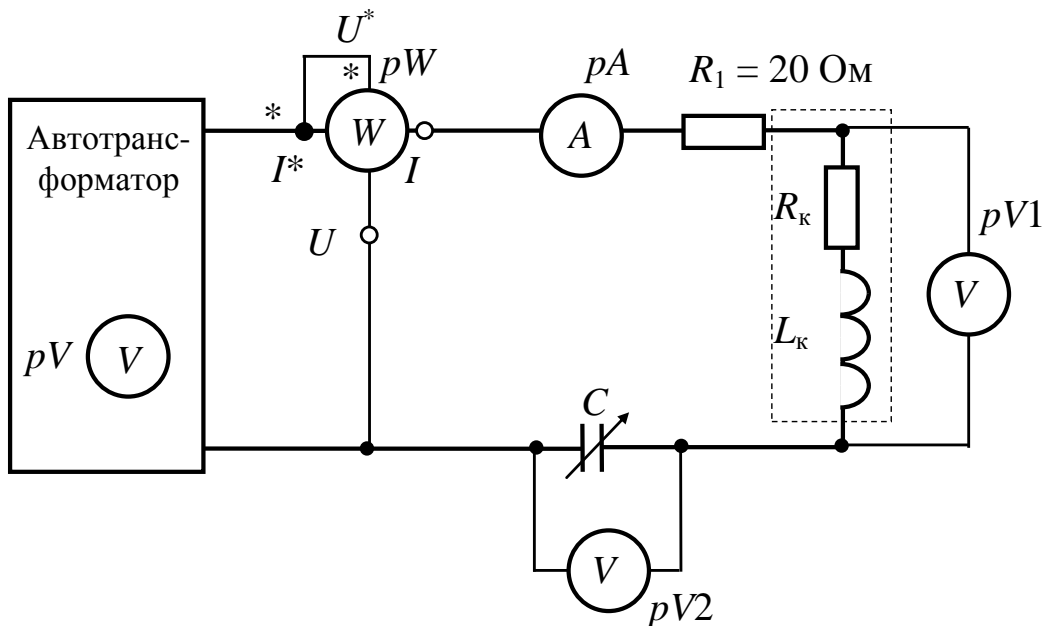 U*
*
pW
pA
R₁ = 20 Ом
Автотранс-
форматор
*
W
A
I*
I
Rк
pV1
U
V
Lк
pV
V
C
V
pV2